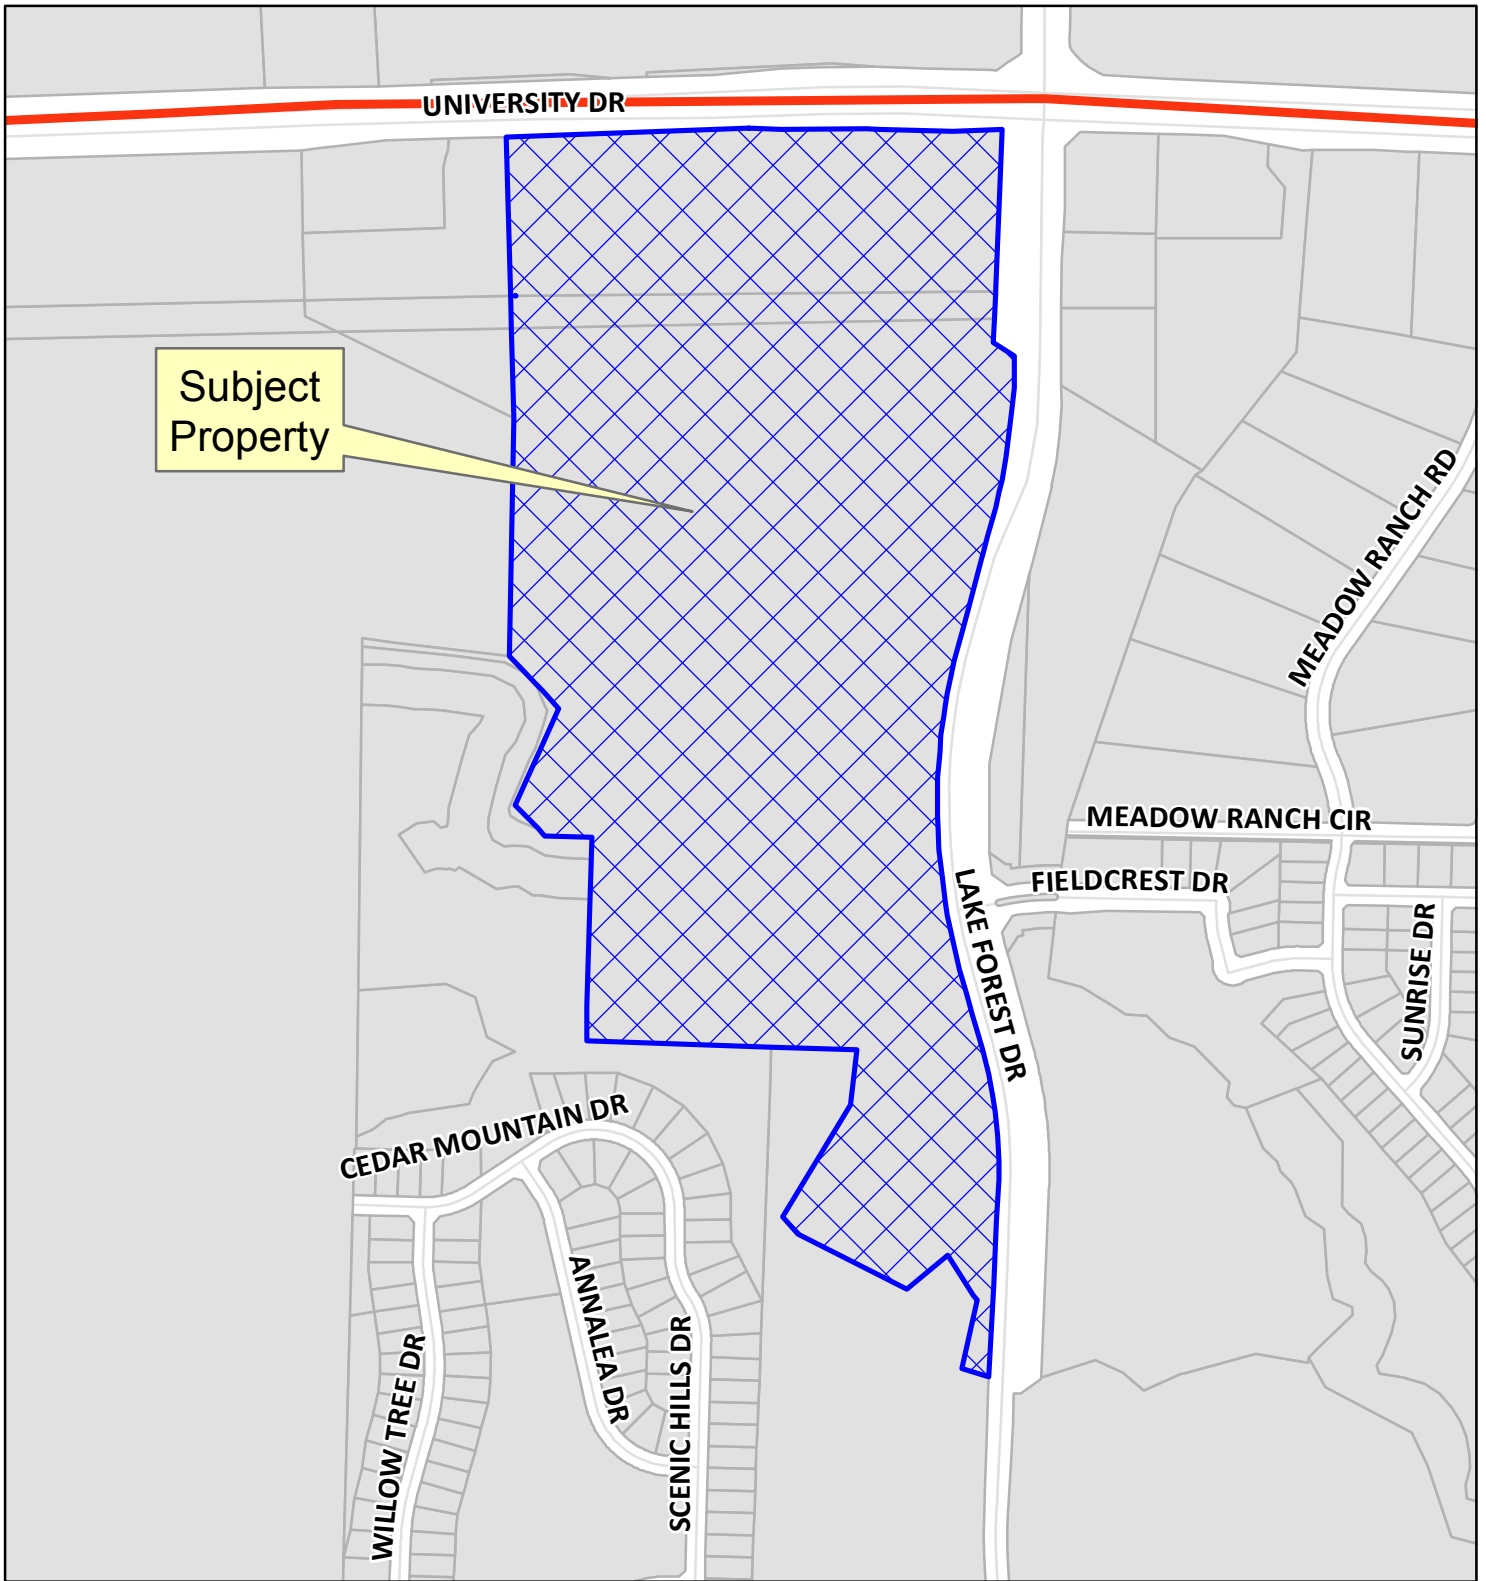 UNIVERSITY DR
Subject
Property
MEADOW RANCH RD
MEADOW RANCH CIR
FIELDCREST DR
LAKE FOREST DR
SUNRISE DR
CEDAR MOUNTAIN DR
ANNALEA DR
SCENIC HILLS DR
WILLOW TREE DR